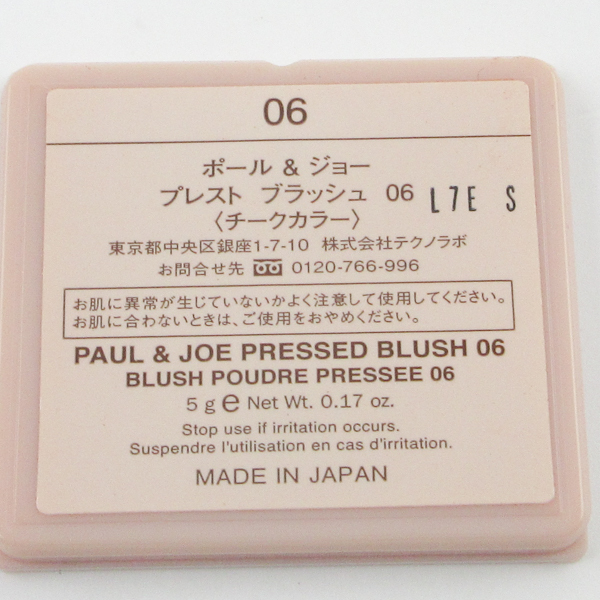 06
ポール & ジョー
プレスト ブラッシュ 06 L7E S
〈チークカラー〉
東京都中央区銀座1-7-10 株式会社テクノラボ
お問合せ先 0120-766-996
お肌に異常が生じていないかよく注意して使用してください。
お肌に合わないときは、ご使用をおやめください。
PAUL & JOE PRESSED BLUSH 06
BLUSH POUDRE PRESSEE 06
5 g e Net Wt. 0.17 oz.
Stop use if irritation occurs.
Suspendre l'utilisation en cas d'irritation.
MADE IN JAPAN